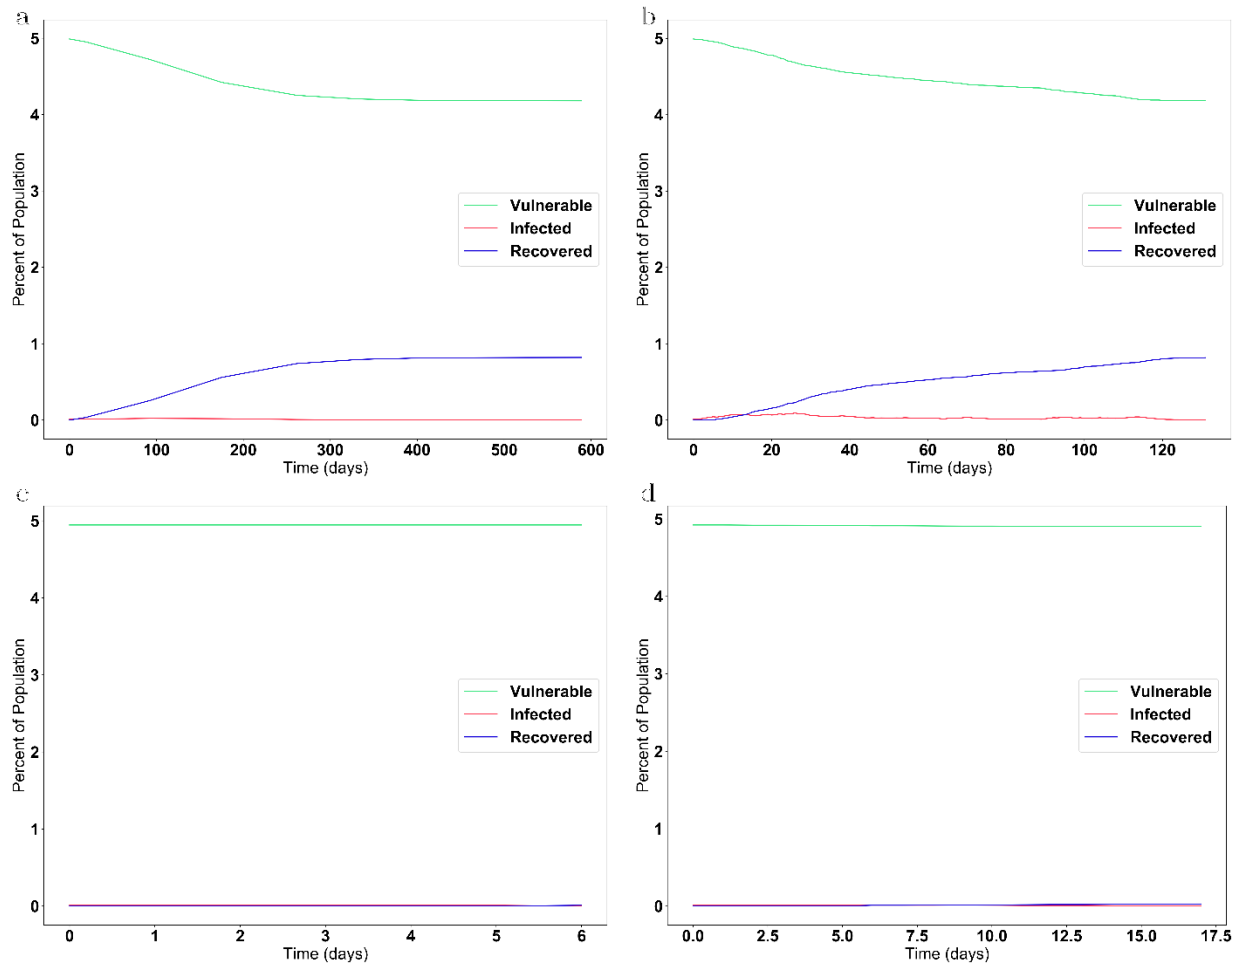 a
5
4
3
2
1
0
Percent of Population
Vulnerable
Infected
Recovered
0 100 200 300 400 500 600
Time (days)
b
5
4
3
2
1
0
Percent of Population
Vulnerable
Infected
Recovered
0 20 40 60 80 100 120
Time (days)
c
5
4
3
2
1
0
Percent of Population
Vulnerable
Infected
Recovered
0 1 2 3 4 5 6
Time (days)
d
5
4
3
2
1
0
Percent of Population
Vulnerable
Infected
Recovered
0.0 2.5 5.0 7.5 10.0 12.5 15.0 17.5
Time (days)